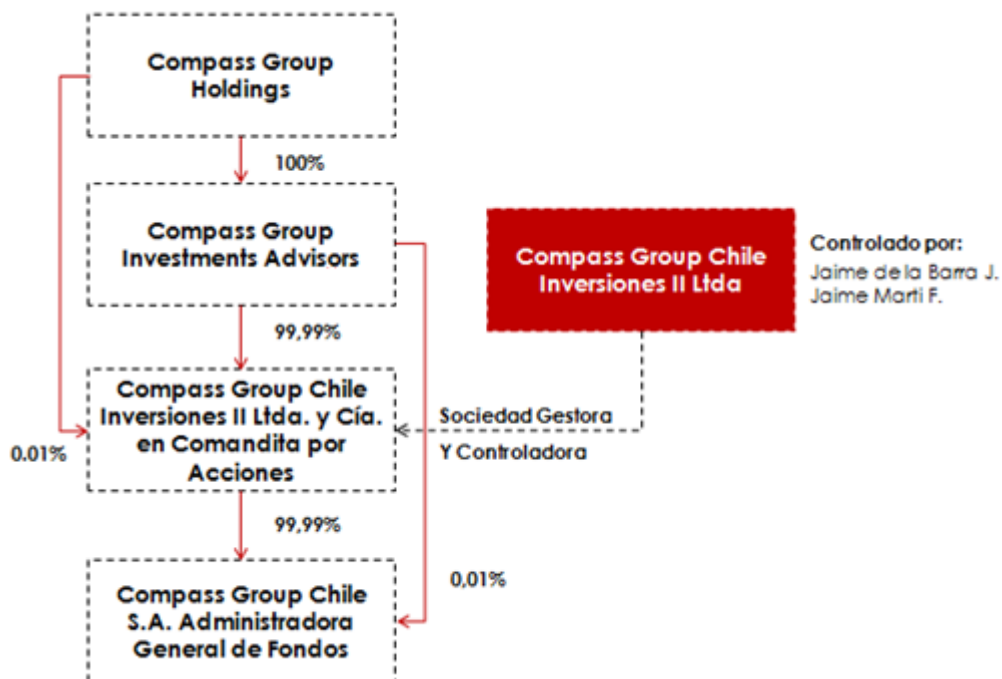 Compass Group
Holdings
100%
Compass Group
Investments Advisors
Compass Group Chile
Inversiones II Ltda
Controlado por:
Jaime de la Barra J.
Jaime Marti F.
99,99%
Compass Group Chile
Inversiones II Ltda. y Cía.
en Comandita por
Acciones
Sociedad Gestora
Y Controladora
0.01%
99,99%
0,01%
Compass Group Chile
S.A. Administradora
General de Fondos